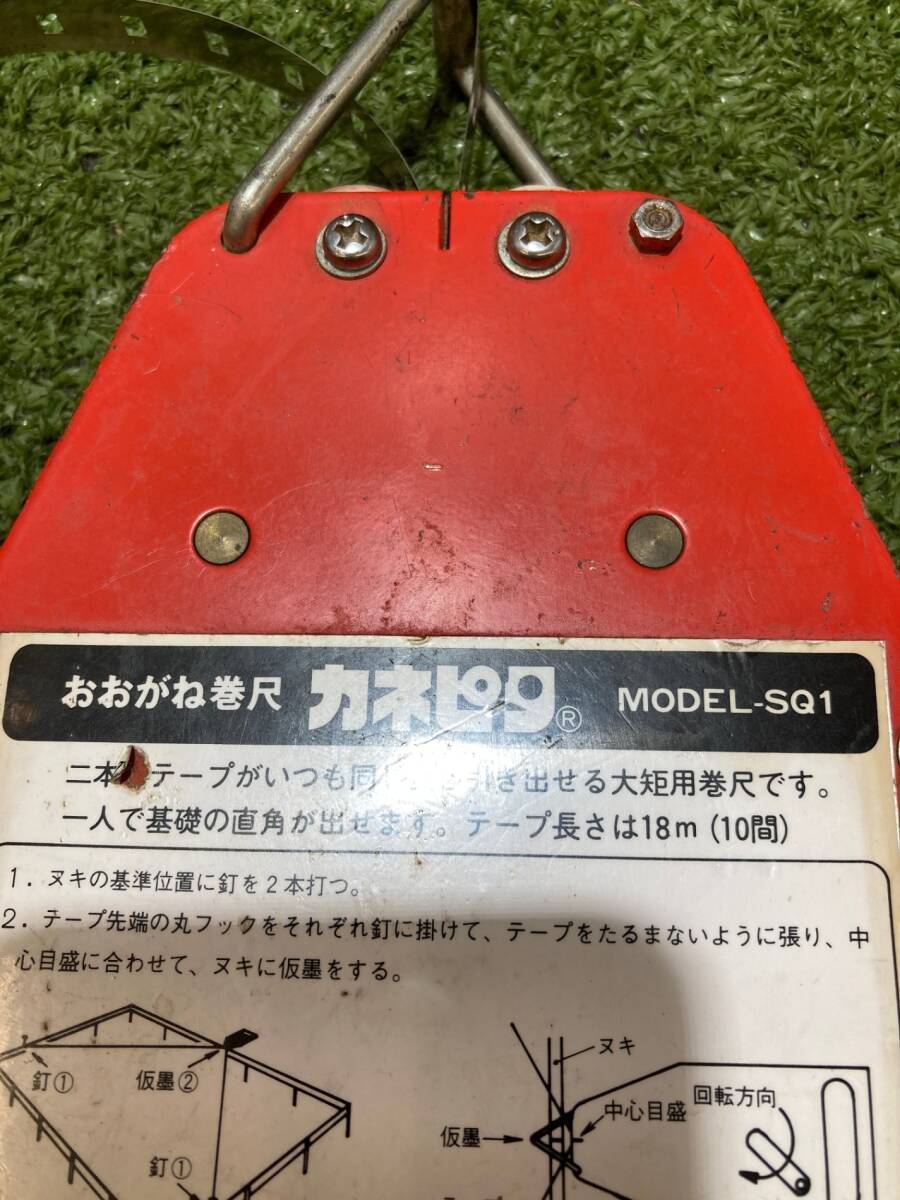 おおがね巻尺 カネピタ® MODEL-SQ1
二本 テープがいつも同 引き出せる大矩用巻尺です。
一人で基礎の直角が出せます。テープ長さは18m(10間)
1. ヌキの基準位置に釘を2本打つ。
2. テープ先端の丸フックをそれぞれ釘に掛けて、テープをたるまないように張り、中
心目盛に合わせて、ヌキに仮墨をする。
釘①
仮墨②
釘①
ヌキ
中心目盛
回転方向
仮墨